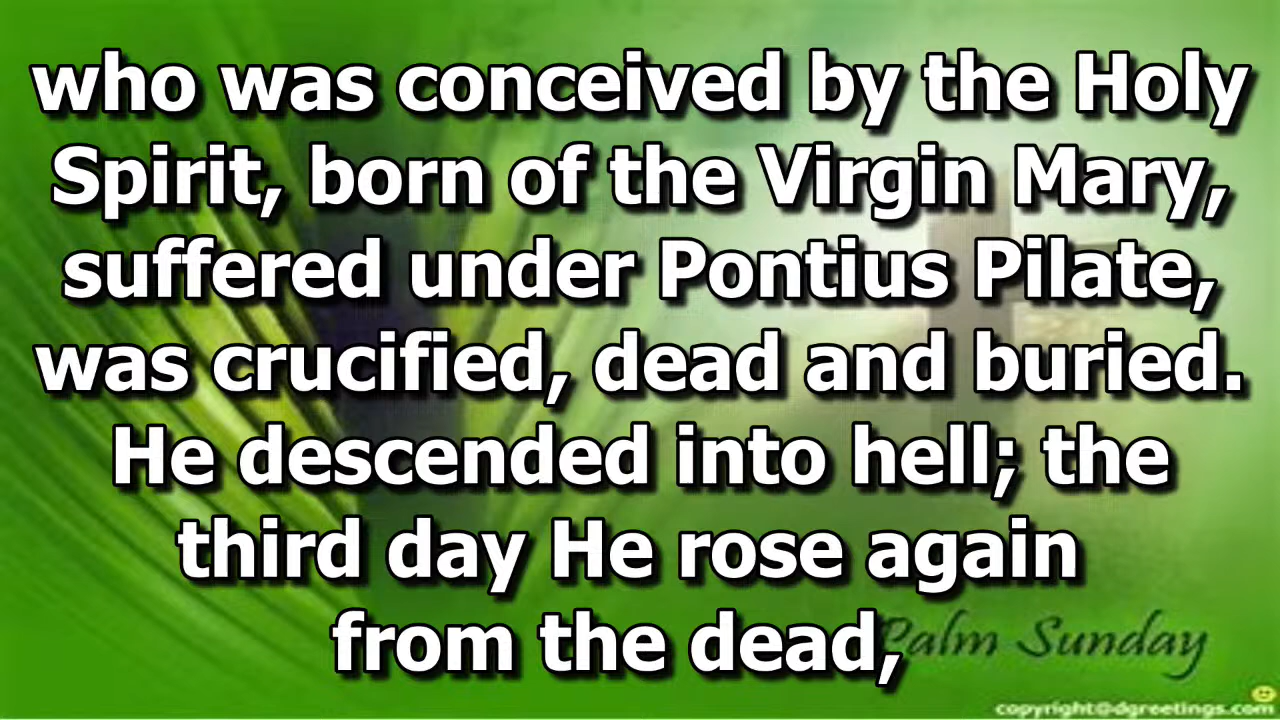 who was conceived by the Holy
Spirit, born of the Virgin Mary,
suffered under Pontius Pilate,
was crucified, dead and buried.
He descended into hell; the
third day He rose again
from the dead,
Palm Sunday
copyright@dgreetings.com